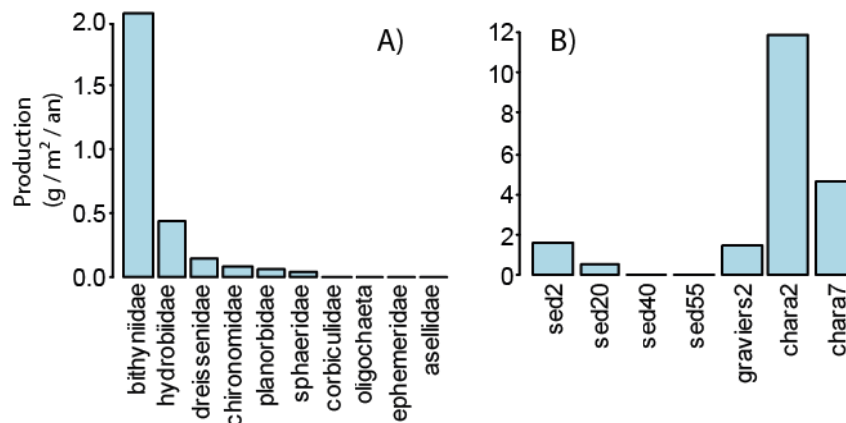 A)
Production
(g / m² / an)
2.0
1.5
1.0
0.5
0.0
bithyniidae
hydrobiidae
dreissenidae
chironomidae
planorbidae
sphaeridae
corbiculidae
oligochaeta
ephemeridae
asellidae
B)
12
10
8
6
4
2
0
sed2
sed20
sed40
sed55
graviers2
chara2
chara7